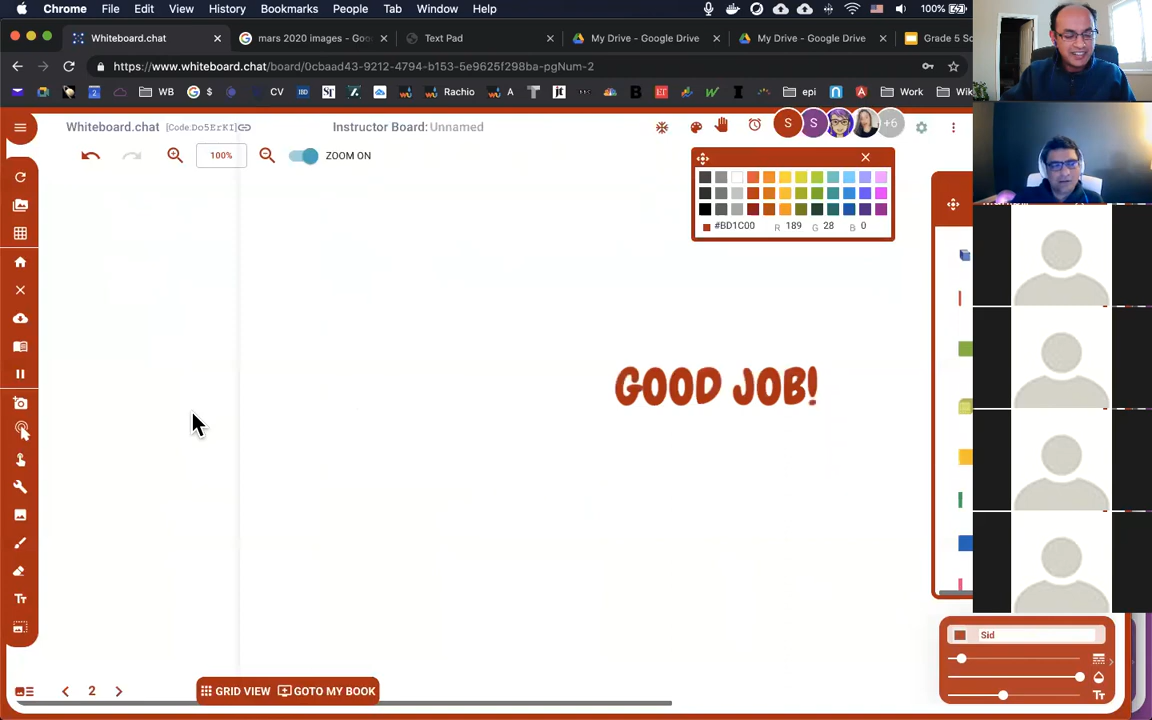 Chrome File Edit View History Bookmarks People Tab Window Help 100%
Whiteboard.chat
mars 2020 images - Goo
Text Pad
My Drive - Google Drive
My Drive - Google Drive
Grade 5 Sc
https://www.whiteboard.chat/board/0cbaad43-9212-4794-b153-5e9625f298ba-pgNum-2
WB $ CV Rachio A epi Work Wik
Whiteboard.chat [Code:Do5ErKI] Instructor Board: Unnamed S S +6
100% ZOOM ON
#BD1C00 R 189 G 28 B 0
GOOD JOB!
Sid
2 GRID VIEW GOTO MY BOOK